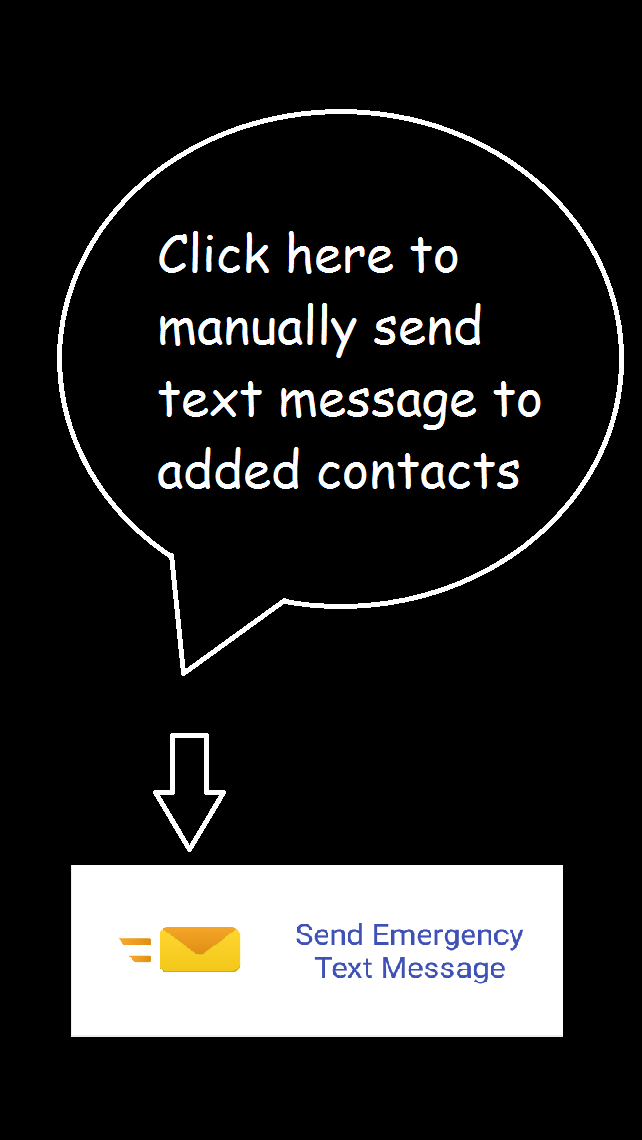 Click here to
manually send
text message to
added contacts
Send Emergency
Text Message